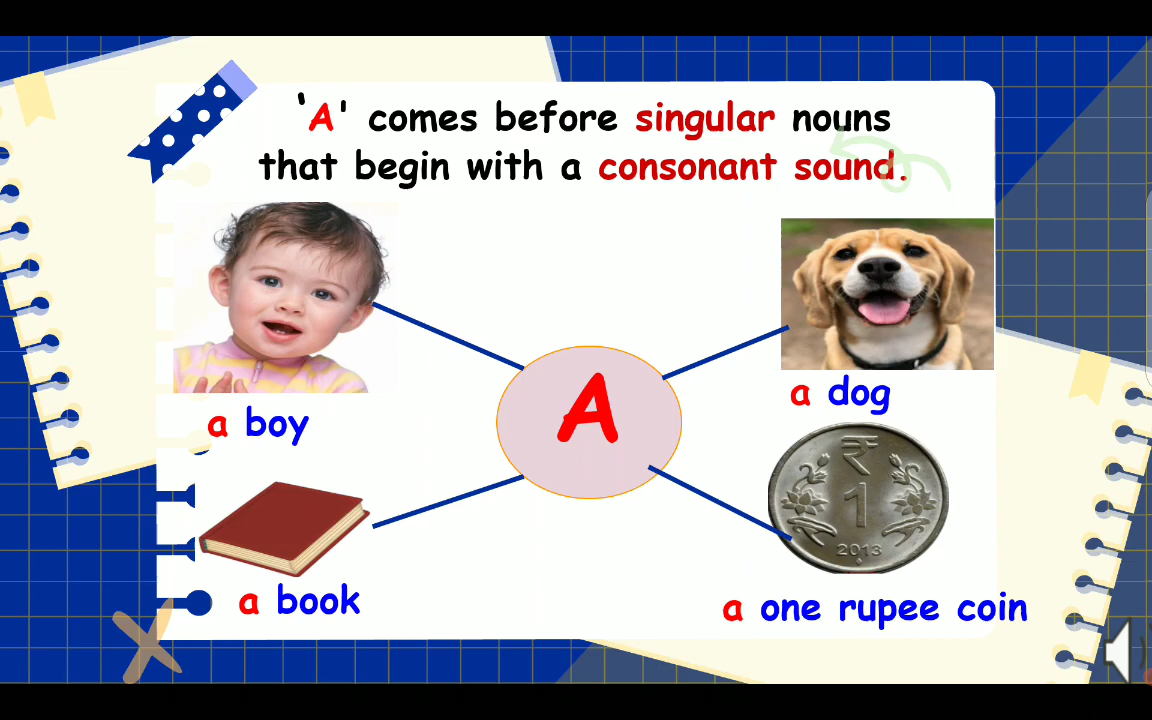 'A' comes before singular nouns
that begin with a consonant sound.
a boy
a dog
A
₹
1
2013
a book
a one rupee coin